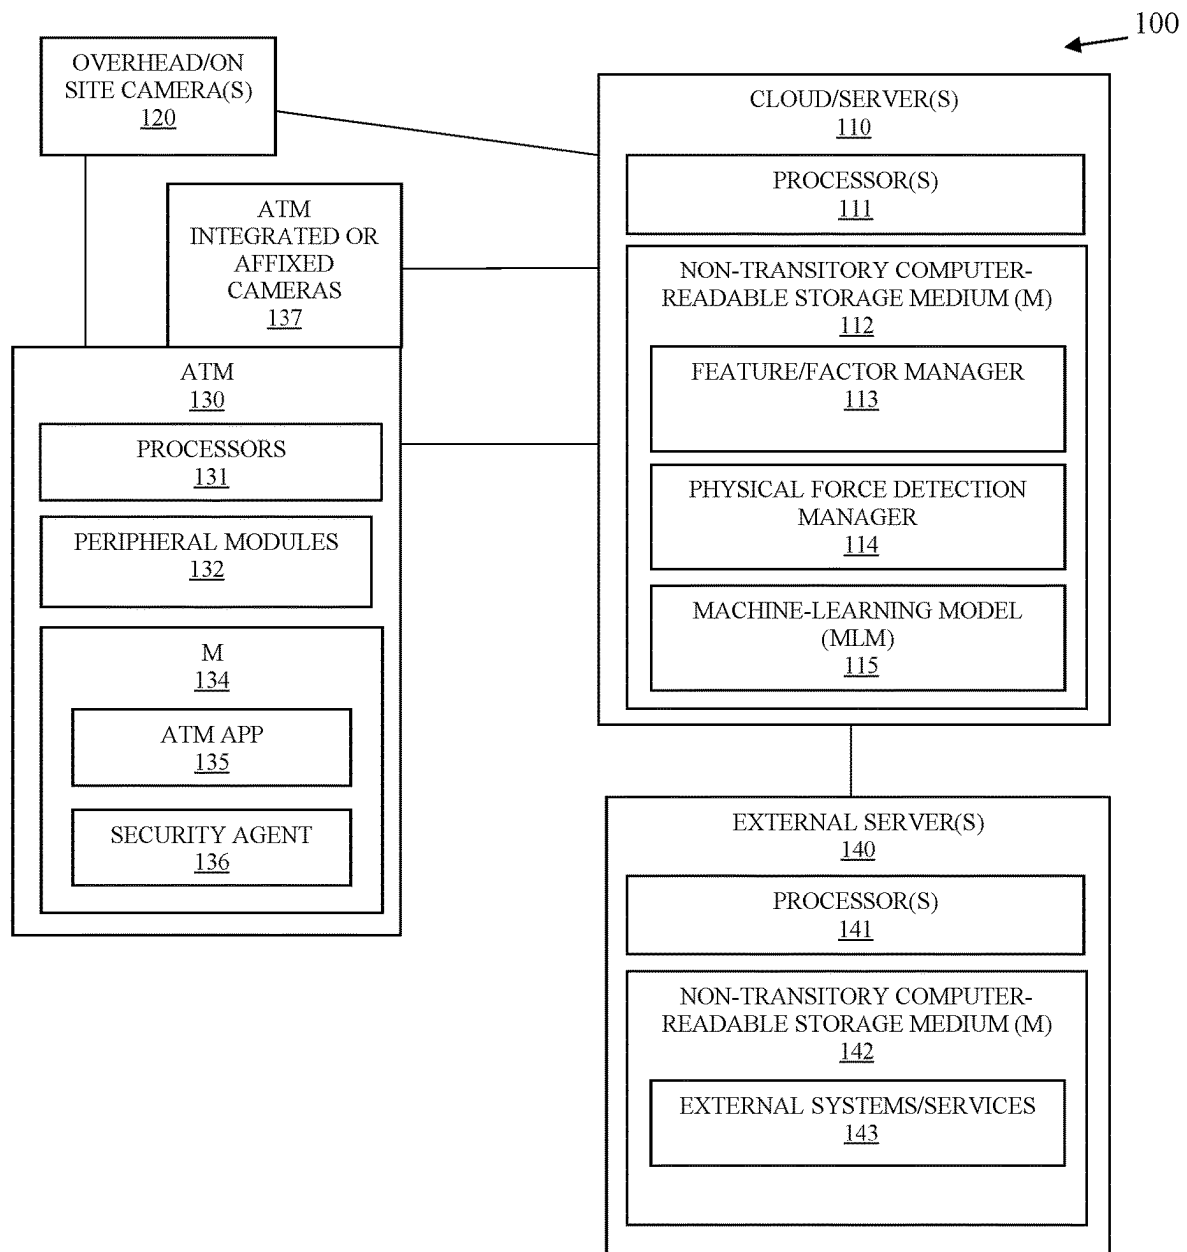 100
OVERHEAD/ON
SITE CAMERA(S)
120
CLOUD/SERVER(S)
110
PROCESSOR(S)
111
NON-TRANSITORY COMPUTER-
READABLE STORAGE MEDIUM (M)
112
FEATURE/FACTOR MANAGER
113
PHYSICAL FORCE DETECTION
MANAGER
114
MACHINE-LEARNING MODEL
(MLM)
115
ATM
INTEGRATED OR
AFFIXED
CAMERAS
137
ATM
130
PROCESSORS
131
PERIPHERAL MODULES
132
M
134
ATM APP
135
SECURITY AGENT
136
EXTERNAL SERVER(S)
140
PROCESSOR(S)
141
NON-TRANSITORY COMPUTER-
READABLE STORAGE MEDIUM (M)
142
EXTERNAL SYSTEMS/SERVICES
143